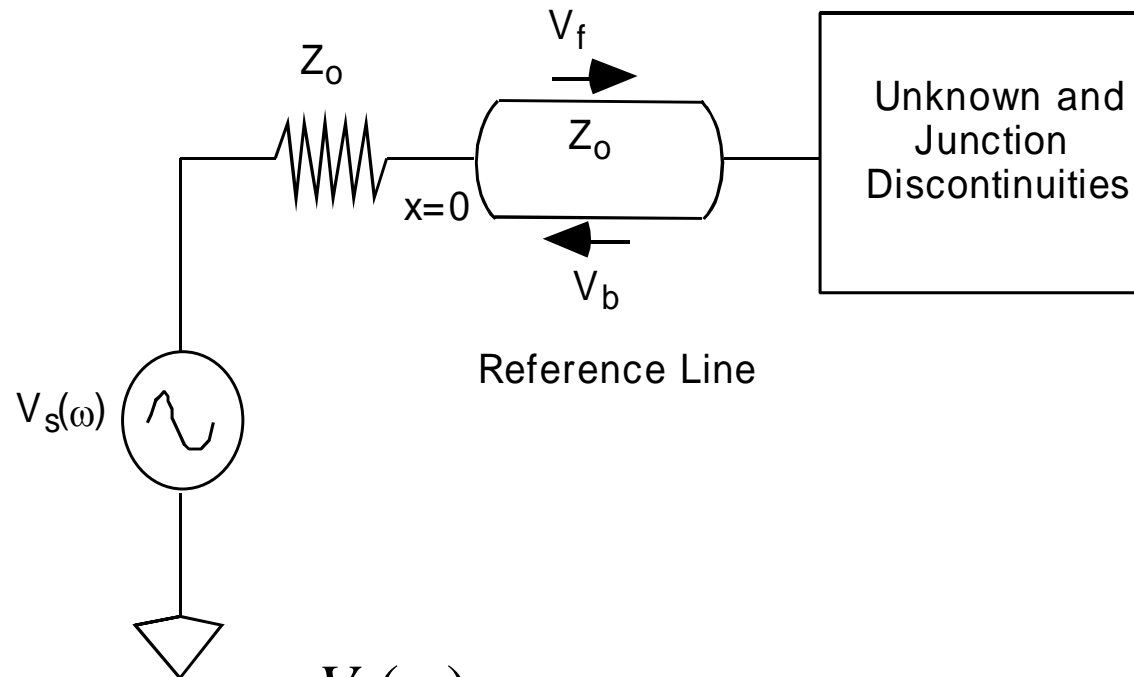 V_f
Z_o
Z_o
x=0
V_b
Unknown and
Junction
Discontinuities
Reference Line
V_s(ω)